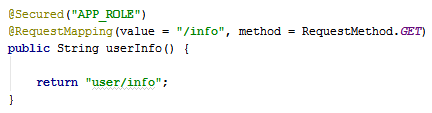 @Secured("APP_ROLE")
@RequestMapping(value = "/info", method = RequestMethod.GET)
public String userInfo() {
return "user/info";
}